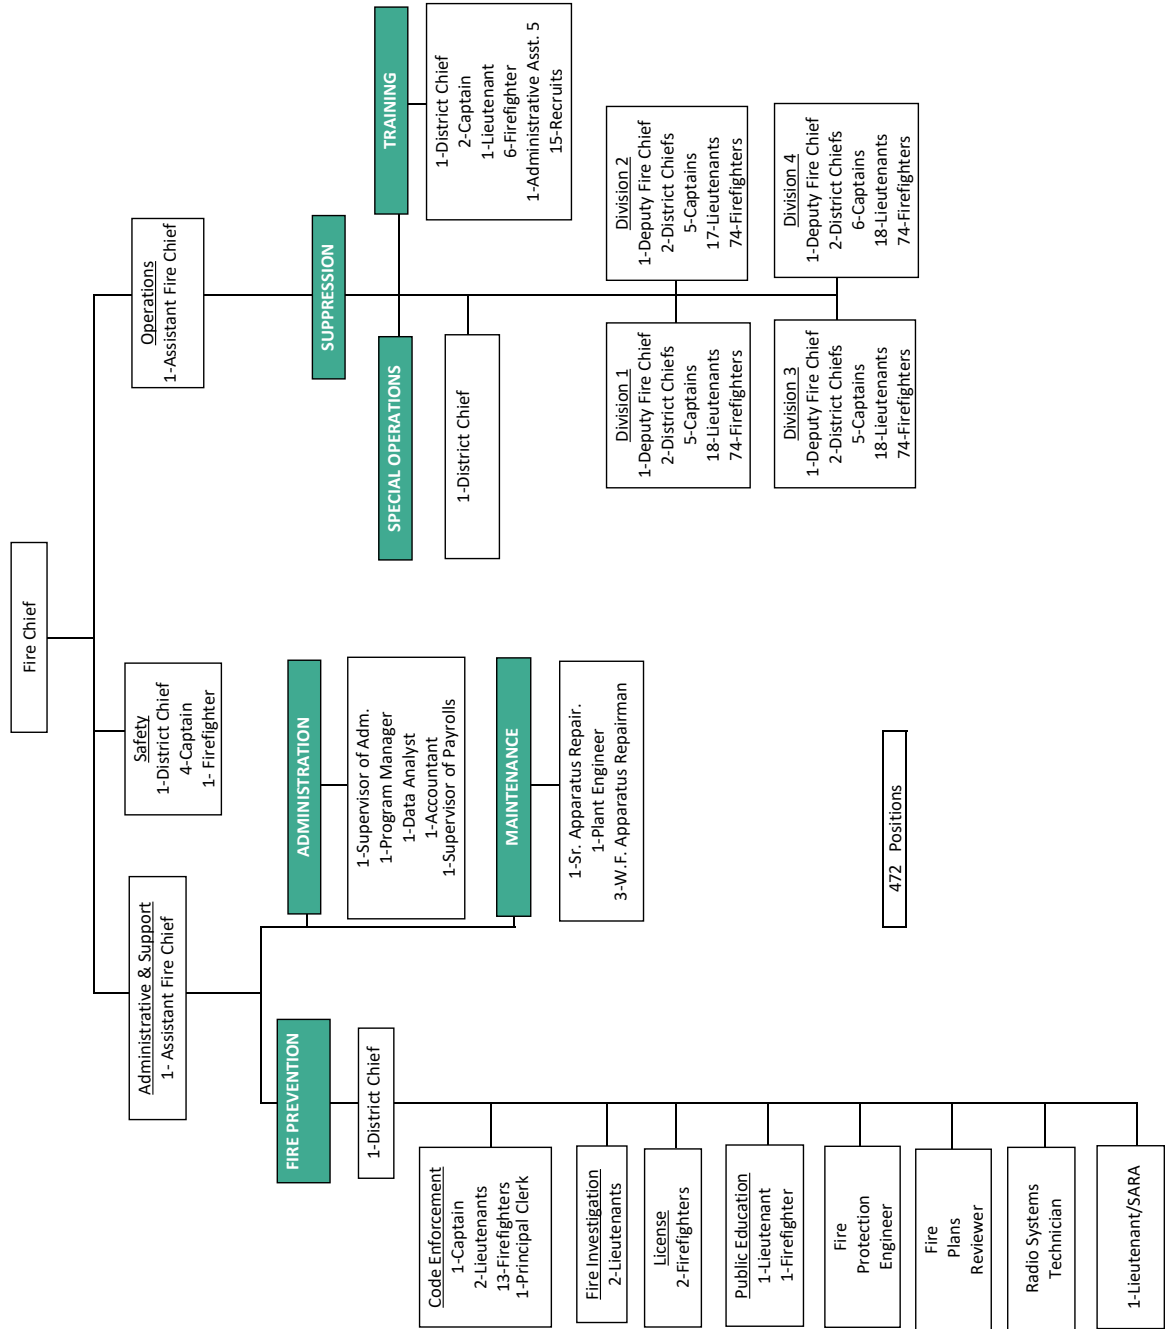 Fire Chief
Administrative & Support
1- Assistant Fire Chief
Safety
1-District Chief
4-Captain
1- Firefighter
Operations
1-Assistant Fire Chief
FIRE PREVENTION
1-District Chief
Code Enforcement
1-Captain
2-Lieutenants
13-Firefighters
1-Principal Clerk
Fire Investigation
2-Lieutenants
License
2-Firefighters
Public Education
1-Lieutenant
1-Firefighter
Fire
Protection
Engineer
Fire
Plans
Reviewer
Radio Systems
Technician
1-Lieutenant/SARA
ADMINISTRATION
1-Supervisor of Adm.
1-Program Manager
1-Data Analyst
1-Accountant
1-Supervisor of Payrolls
MAINTENANCE
1-Sr. Apparatus Repair.
1-Plant Engineer
3-W.F. Apparatus Repairman
SUPPRESSION
SPECIAL OPERATIONS
1-District Chief
TRAINING
1-District Chief
2-Captain
1-Lieutenant
6-Firefighter
1-Administrative Asst. 5
15-Recruits
Division 1
1-Deputy Fire Chief
2-District Chiefs
5-Captains
18-Lieutenants
74-Firefighters
Division 2
1-Deputy Fire Chief
2-District Chiefs
5-Captains
17-Lieutenants
74-Firefighters
Division 3
1-Deputy Fire Chief
2-District Chiefs
5-Captains
18-Lieutenants
74-Firefighters
Division 4
1-Deputy Fire Chief
2-District Chiefs
6-Captains
18-Lieutenants
74-Firefighters
472 Positions